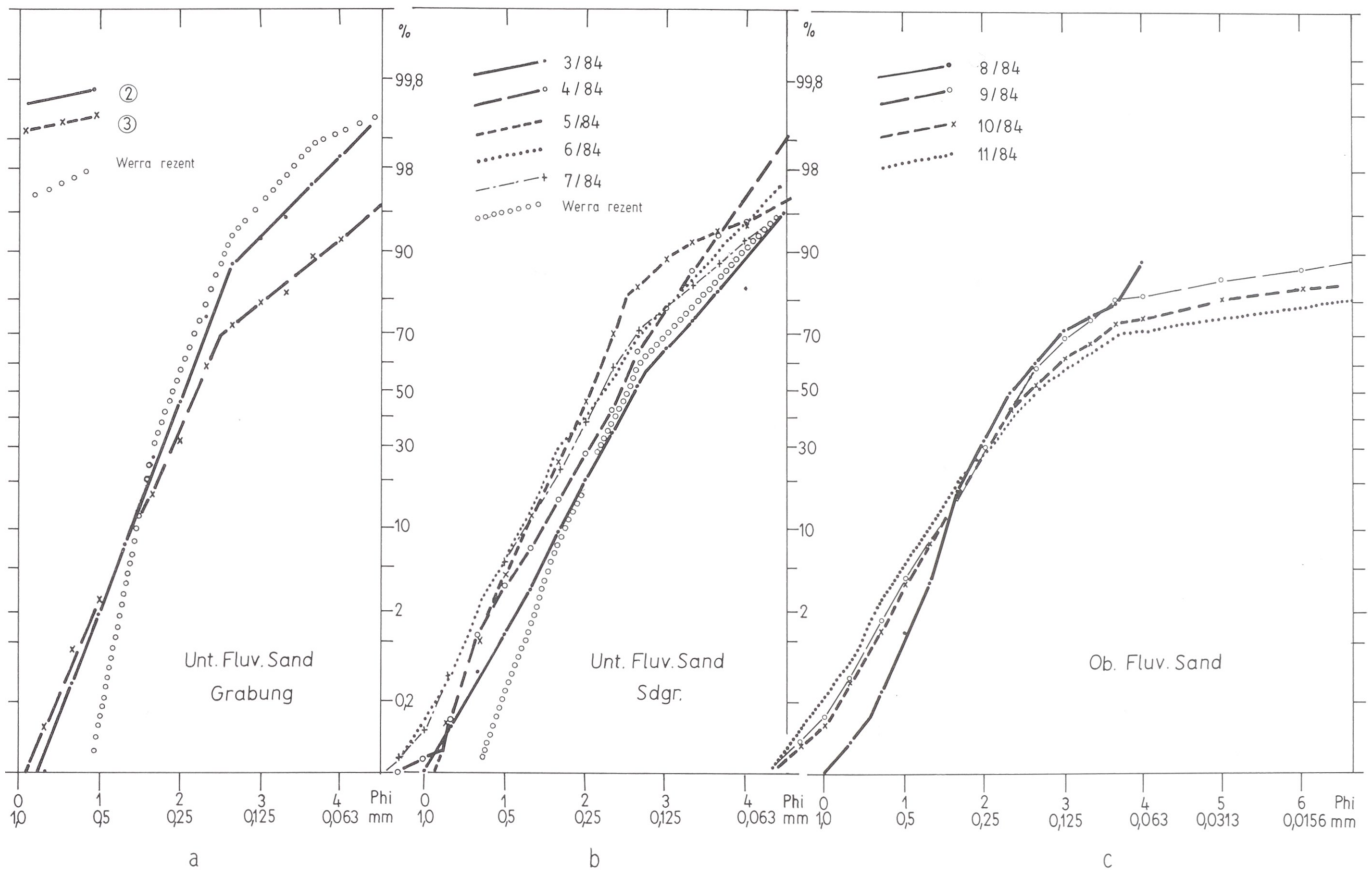 %
99,8
98
90
70
50
30
10
2
0,2
②
③
Werra rezent
Unt. Fluv. Sand
Grabung
0 1 2 3 4 Phi
1,0 0,5 0,25 0,125 0,063 mm
a
%
99,8
98
90
70
50
30
10
2
0,2
3/84
4/84
5/84
6/84
7/84
Werra rezent
Unt. Fluv. Sand
Sdgr.
0 1 2 3 4 Phi
1,0 0,5 0,25 0,125 0,063 mm
b
8/84
9/84
10/84
11/84
Ob. Fluv. Sand
0 1 2 3 4 5 6 Phi
1,0 0,5 0,25 0,125 0,063 0,0313 0,0156 mm
c